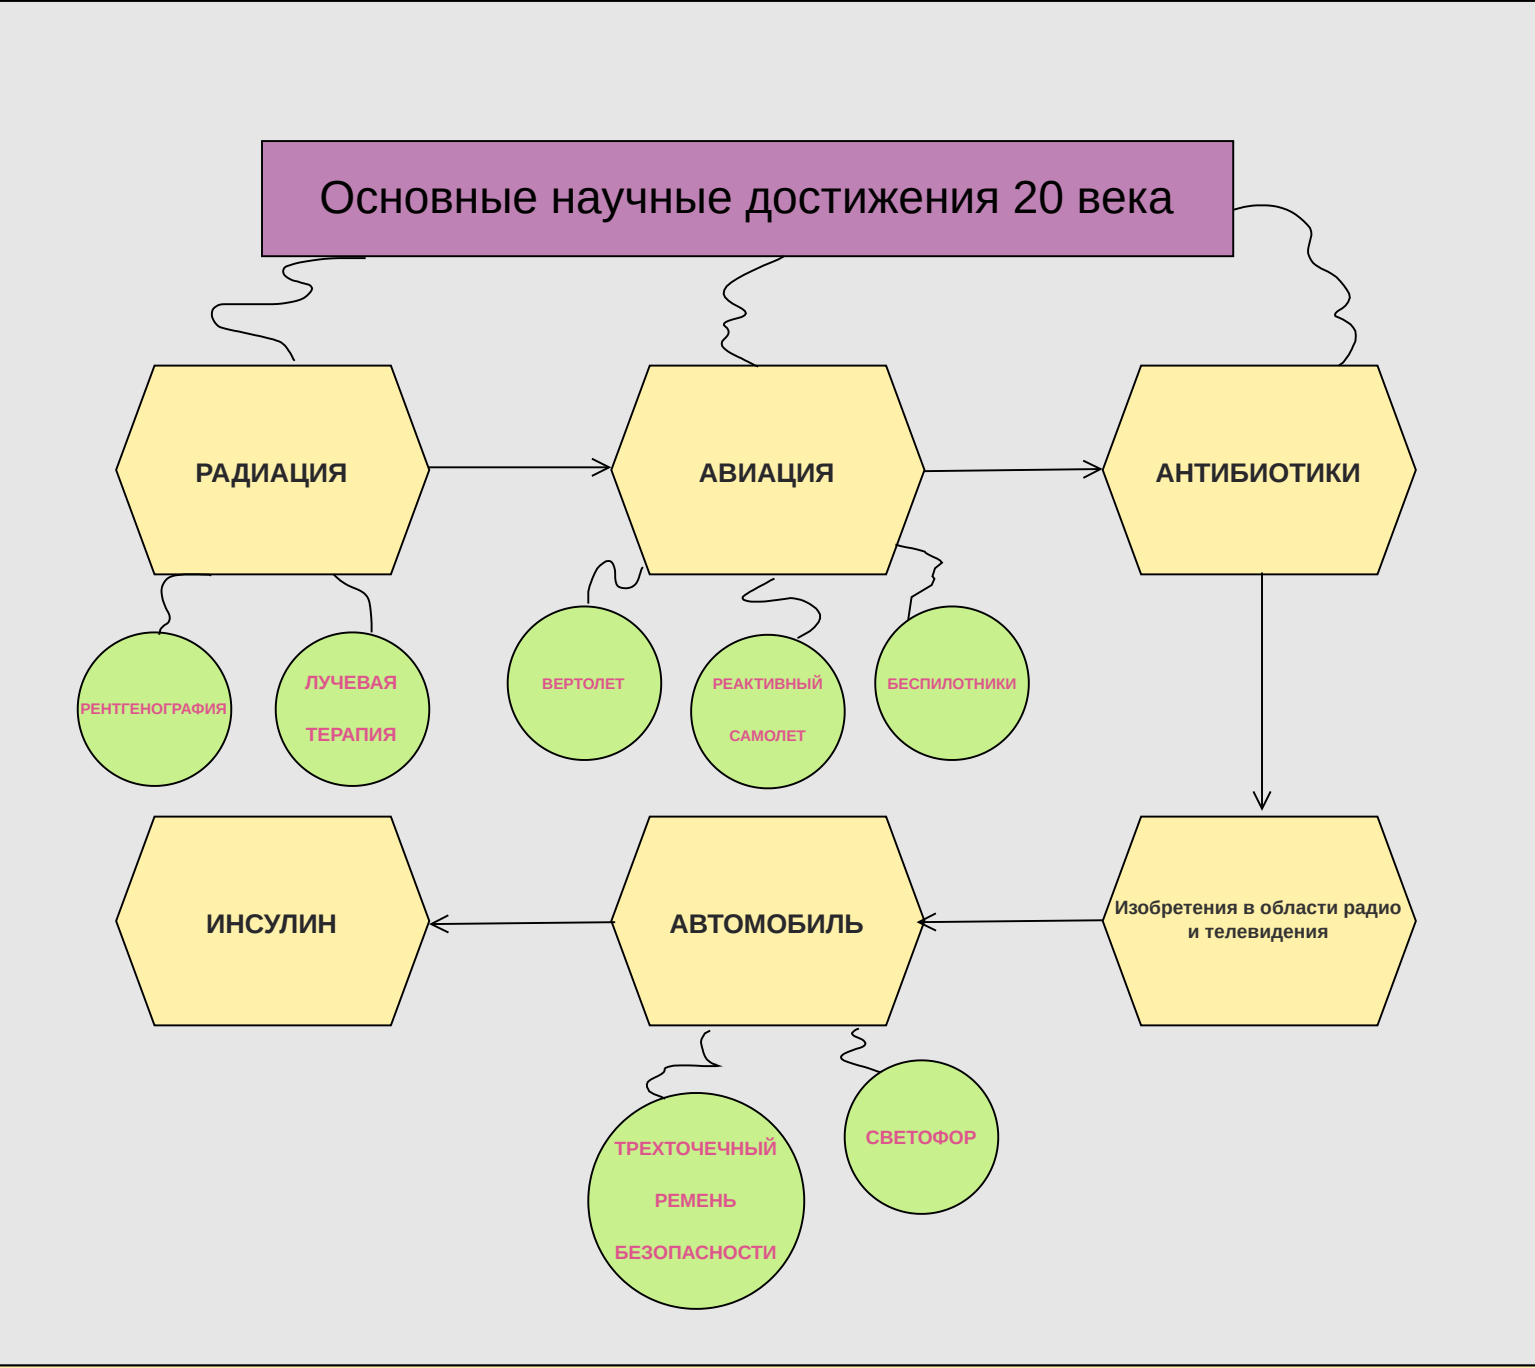 Основные научные достижения 20 века
РАДИАЦИЯ
АВИАЦИЯ
АНТИБИОТИКИ
РЕНТГЕНОГРАФИЯ
ЛУЧЕВАЯ
ТЕРАПИЯ
ВЕРТОЛЕТ
РЕАКТИВНЫЙ
САМОЛЕТ
БЕСПИЛОТНИКИ
ИНСУЛИН
АВТОМОБИЛЬ
Изобретения в области радио
и телевидения
ТРЕХТОЧЕЧНЫЙ
РЕМЕНЬ
БЕЗОПАСНОСТИ
СВЕТОФОР